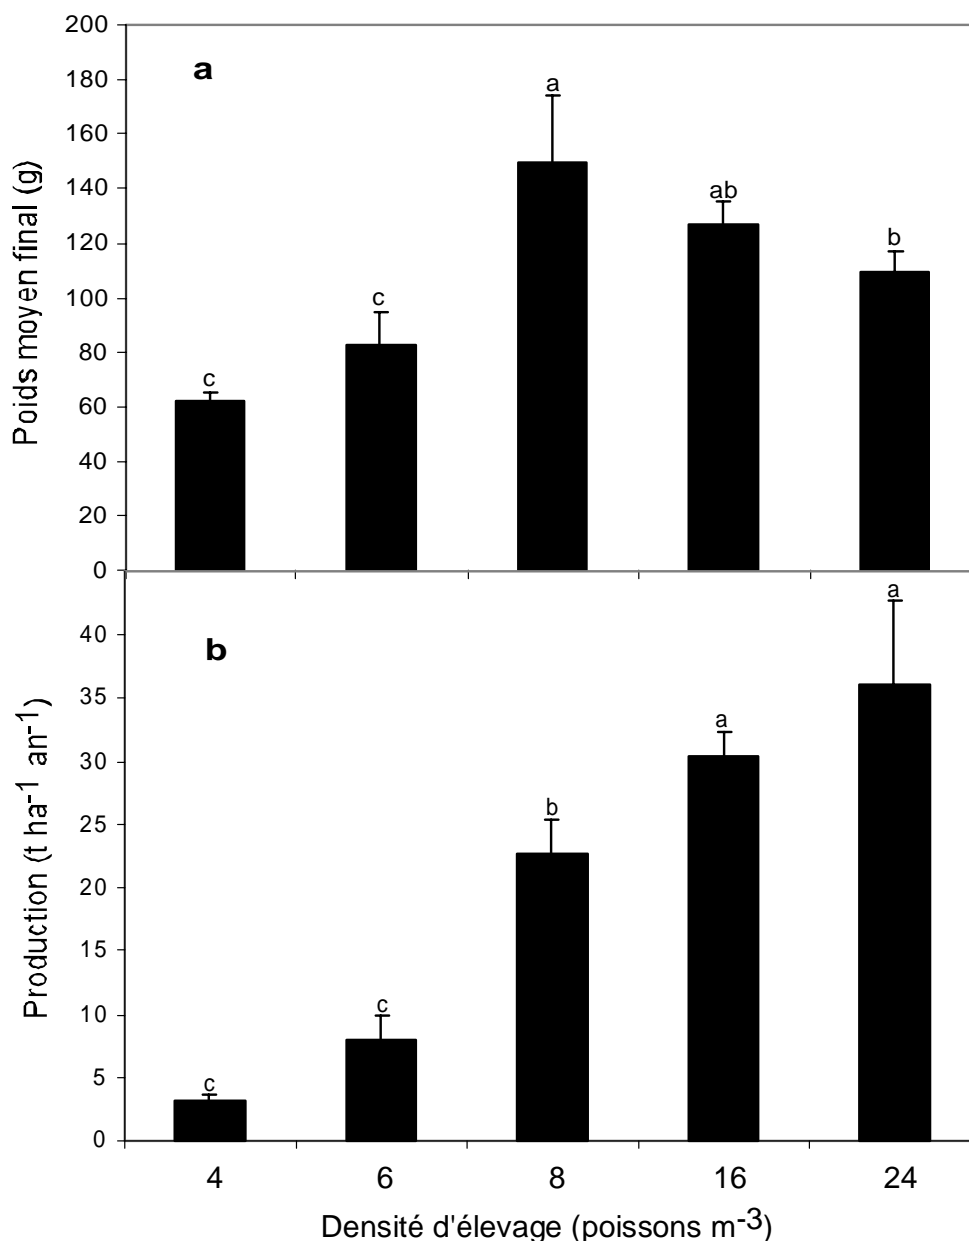 200
180
160
140
120
100
80
60
40
20
0
Poids moyen final (g)
a
c
c
a
ab
b
40
35
30
25
20
15
10
5
0
Production (t ha-1 an-1)
b
c
c
b
a
a
4 6 8 16 24
Densité d'élevage (poissons m-3)